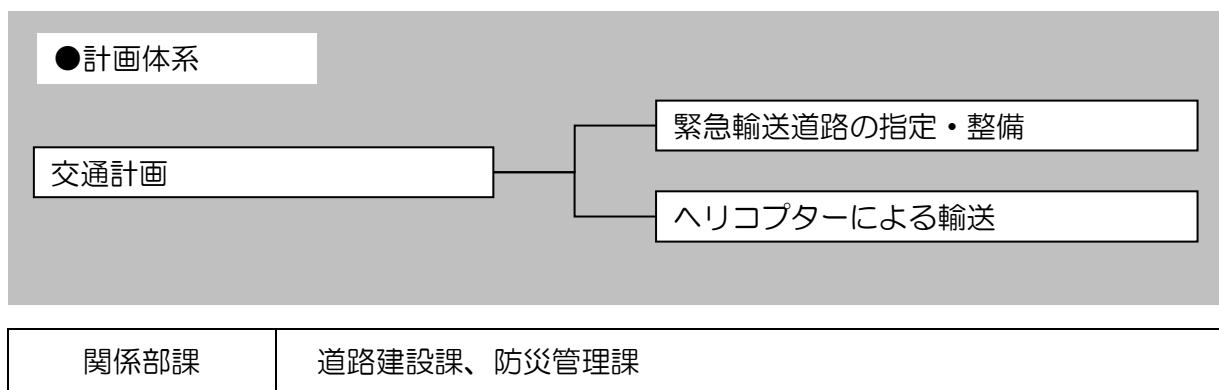 ●計画体系
緊急輸送道路の指定・整備
交通計画
ヘリコプターによる輸送
関係部課 道路建設課、防災管理課